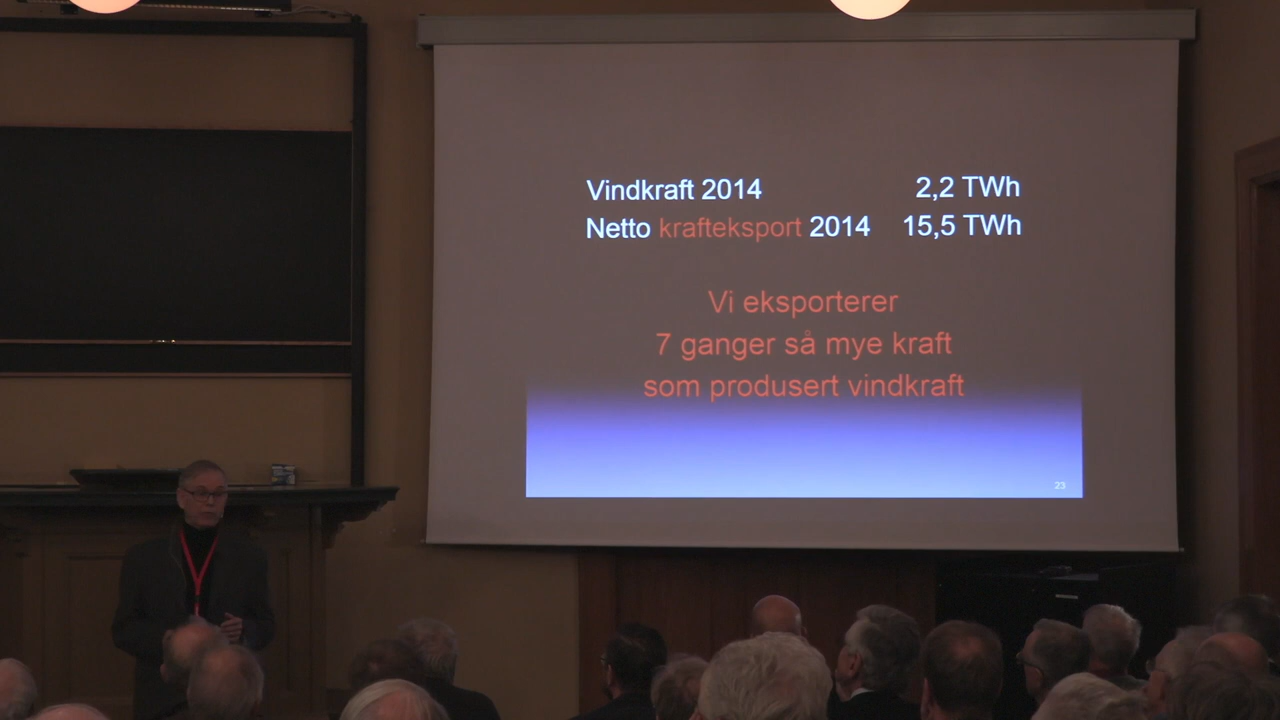 Vindkraft 2014 2,2 TWh
Netto krafteksport 2014 15,5 TWh
Vi eksporterer
7 ganger så mye kraft
som produsert vindkraft
23